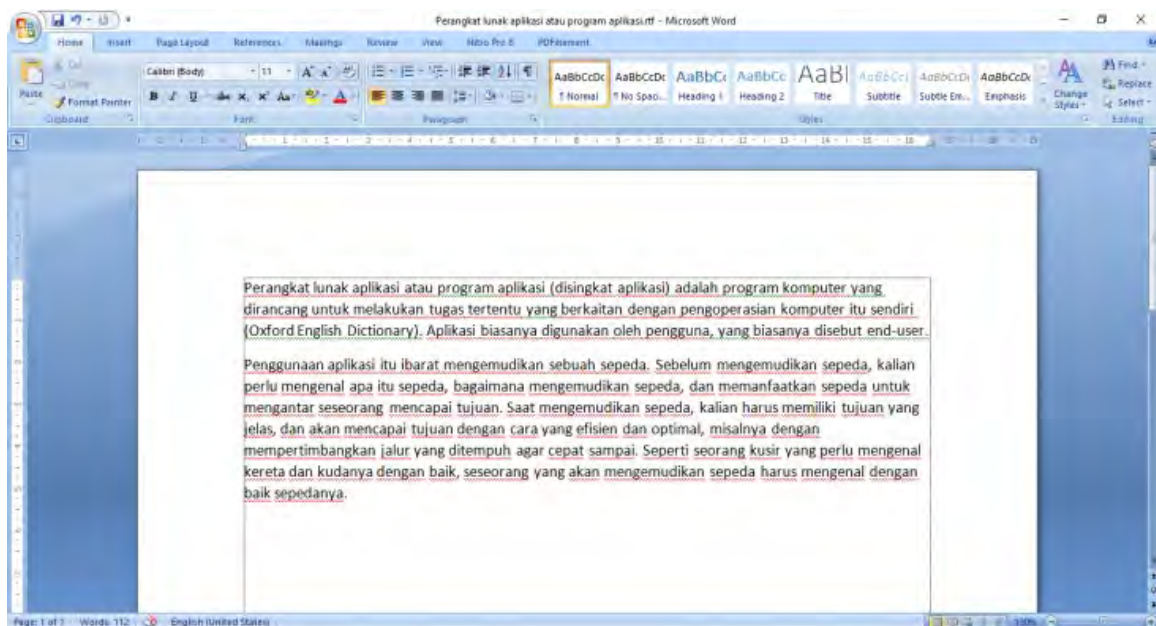 Perangkat lunak aplikasi atau program aplikasi.rtf - Microsoft Word
Home Insert Page Layout References Mailings Review View Nitro Pro 8 PDFelement
Cut
Copy
Paste
Format Painter
Calibri (Body) 11
AaBbCcDc AaBbCcDc AaBbCc AaBbCc AaBl AaBbCcI AaBbCcDc AaBbCcDc
¶ Normal ¶ No Spac... Heading 1 Heading 2 Title Subtitle Subtle Em... Emphasis
Change Styles
Find
Replace
Select
Clipboard Font Paragraph Styles Editing
Perangkat lunak aplikasi atau program aplikasi (disingkat aplikasi) adalah program komputer yang
dirancang untuk melakukan tugas tertentu yang berkaitan dengan pengoperasian komputer itu sendiri
(Oxford English Dictionary). Aplikasi biasanya digunakan oleh pengguna, yang biasanya disebut end-user.
Penggunaan aplikasi itu ibarat mengemudikan sebuah sepeda. Sebelum mengemudikan sepeda, kalian
perlu mengenal apa itu sepeda, bagaimana mengemudikan sepeda, dan memanfaatkan sepeda untuk
mengantar seseorang mencapai tujuan. Saat mengemudikan sepeda, kalian harus memiliki tujuan yang
jelas, dan akan mencapai tujuan dengan cara yang efisien dan optimal, misalnya dengan
mempertimbangkan jalur yang ditempuh agar cepat sampai. Seperti seorang kusir yang perlu mengenal
kereta dan kudanya dengan baik, seseorang yang akan mengemudikan sepeda harus mengenal dengan
baik sepedanya.
Page: 1 of 1 Words: 112 English (United States) 130%